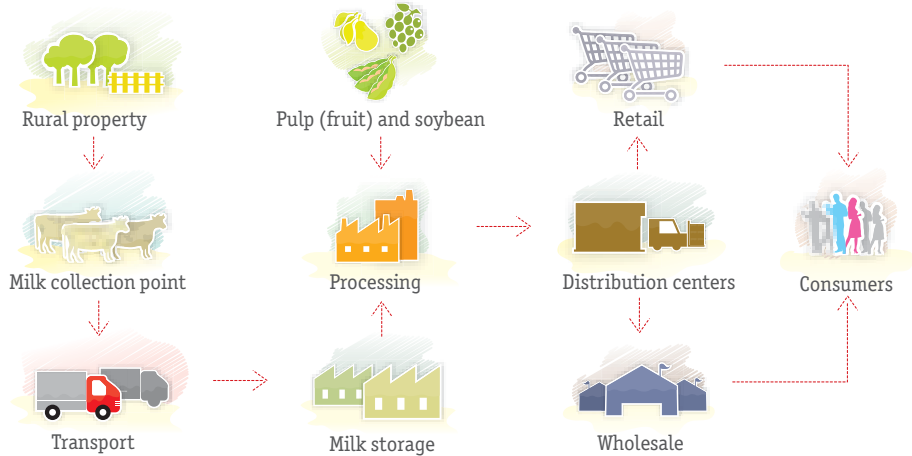 Rural property
Pulp (fruit) and soybean
Retail
Milk collection point
Processing
Distribution centers
Consumers
Transport
Milk storage
Wholesale